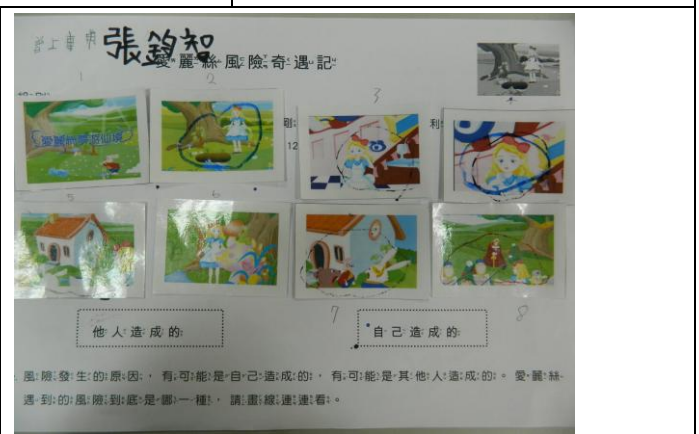 張鈞智
愛麗絲風險奇遇記
1
2
3
剛
利
愛麗絲夢遊仙境
12
5
6
7
8
他人造成的
自己造成的
風險發生的原因，有可能是自己造成的，有可能是其他人造成的。愛麗絲
遇到的風險到底是哪一種，請畫線連連看。